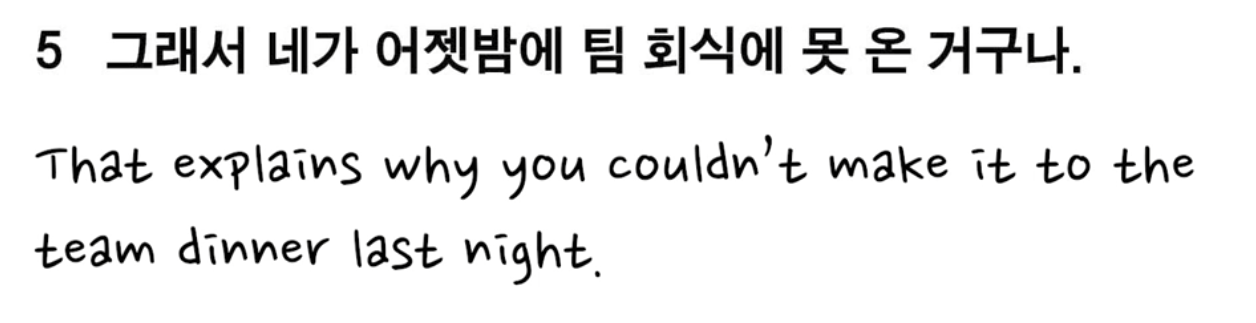 5 그래서 네가 어젯밤에 팀 회식에 못 온 거구나.
That explains why you couldn't make it to the
team dinner last night.